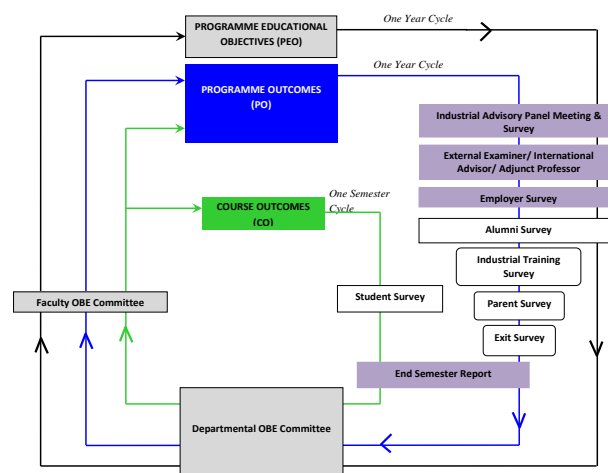 One Year Cycle
PROGRAMME EDUCATIONAL
OBJECTIVES (PEO)
One Year Cycle
PROGRAMME OUTCOMES
(PO)
Industrial Advisory Panel Meeting &
Survey
External Examiner/ International
Advisor/ Adjunct Professor
One Semester
Cycle
Employer Survey
COURSE OUTCOMES
(CO)
Alumni Survey
Industrial Training
Survey
Faculty OBE Committee
Student Survey
Parent Survey
Exit Survey
End Semester Report
Departmental OBE Committee